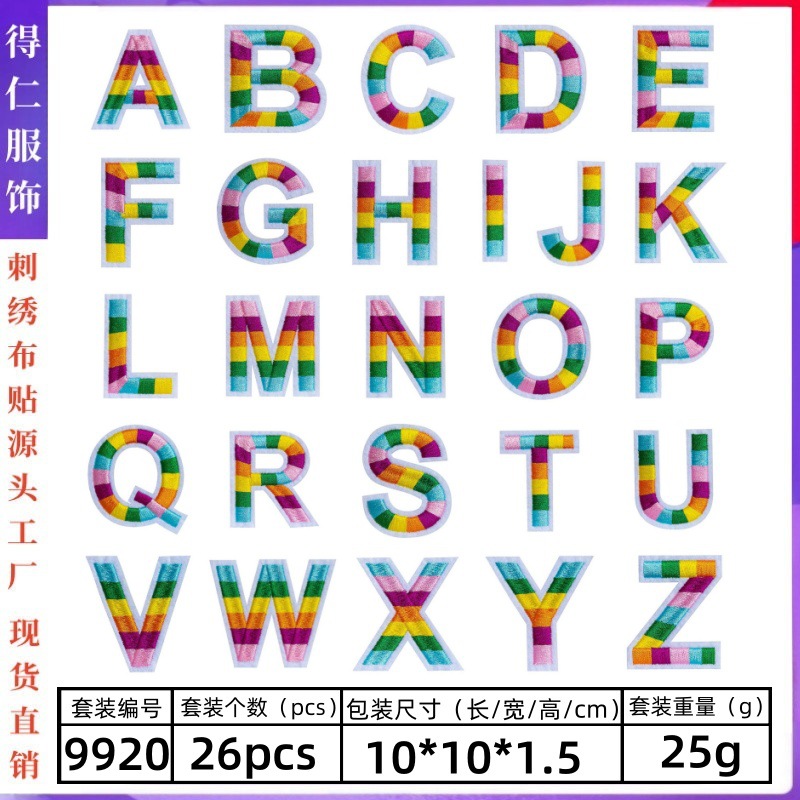 得仁服饰
刺绣布贴源头工厂 现货直销
A B C D E
F G H I J K
L M N O P
Q R S T U
V W X Y Z
套装编号 套装个数（pcs） 包装尺寸（长/宽/高/cm） 套装重量（g）
9920 26pcs 10*10*1.5 25g